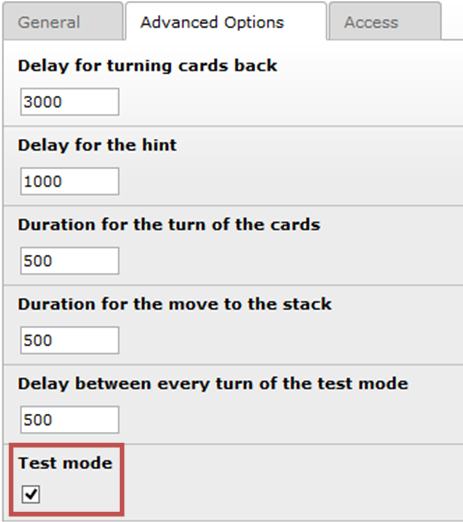 General Advanced Options Access
Delay for turning cards back
3000
Delay for the hint
1000
Duration for the turn of the cards
500
Duration for the move to the stack
500
Delay between every turn of the test mode
500
Test mode